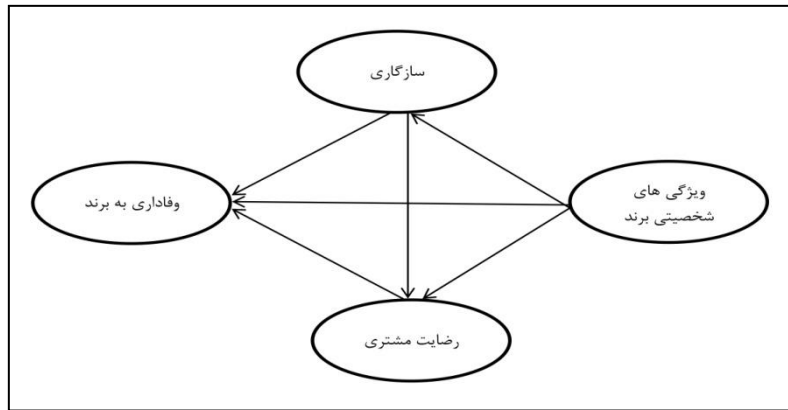 سازگاری
ویژگی های
شخصیتی برند
وفاداری به برند
رضایت مشتری